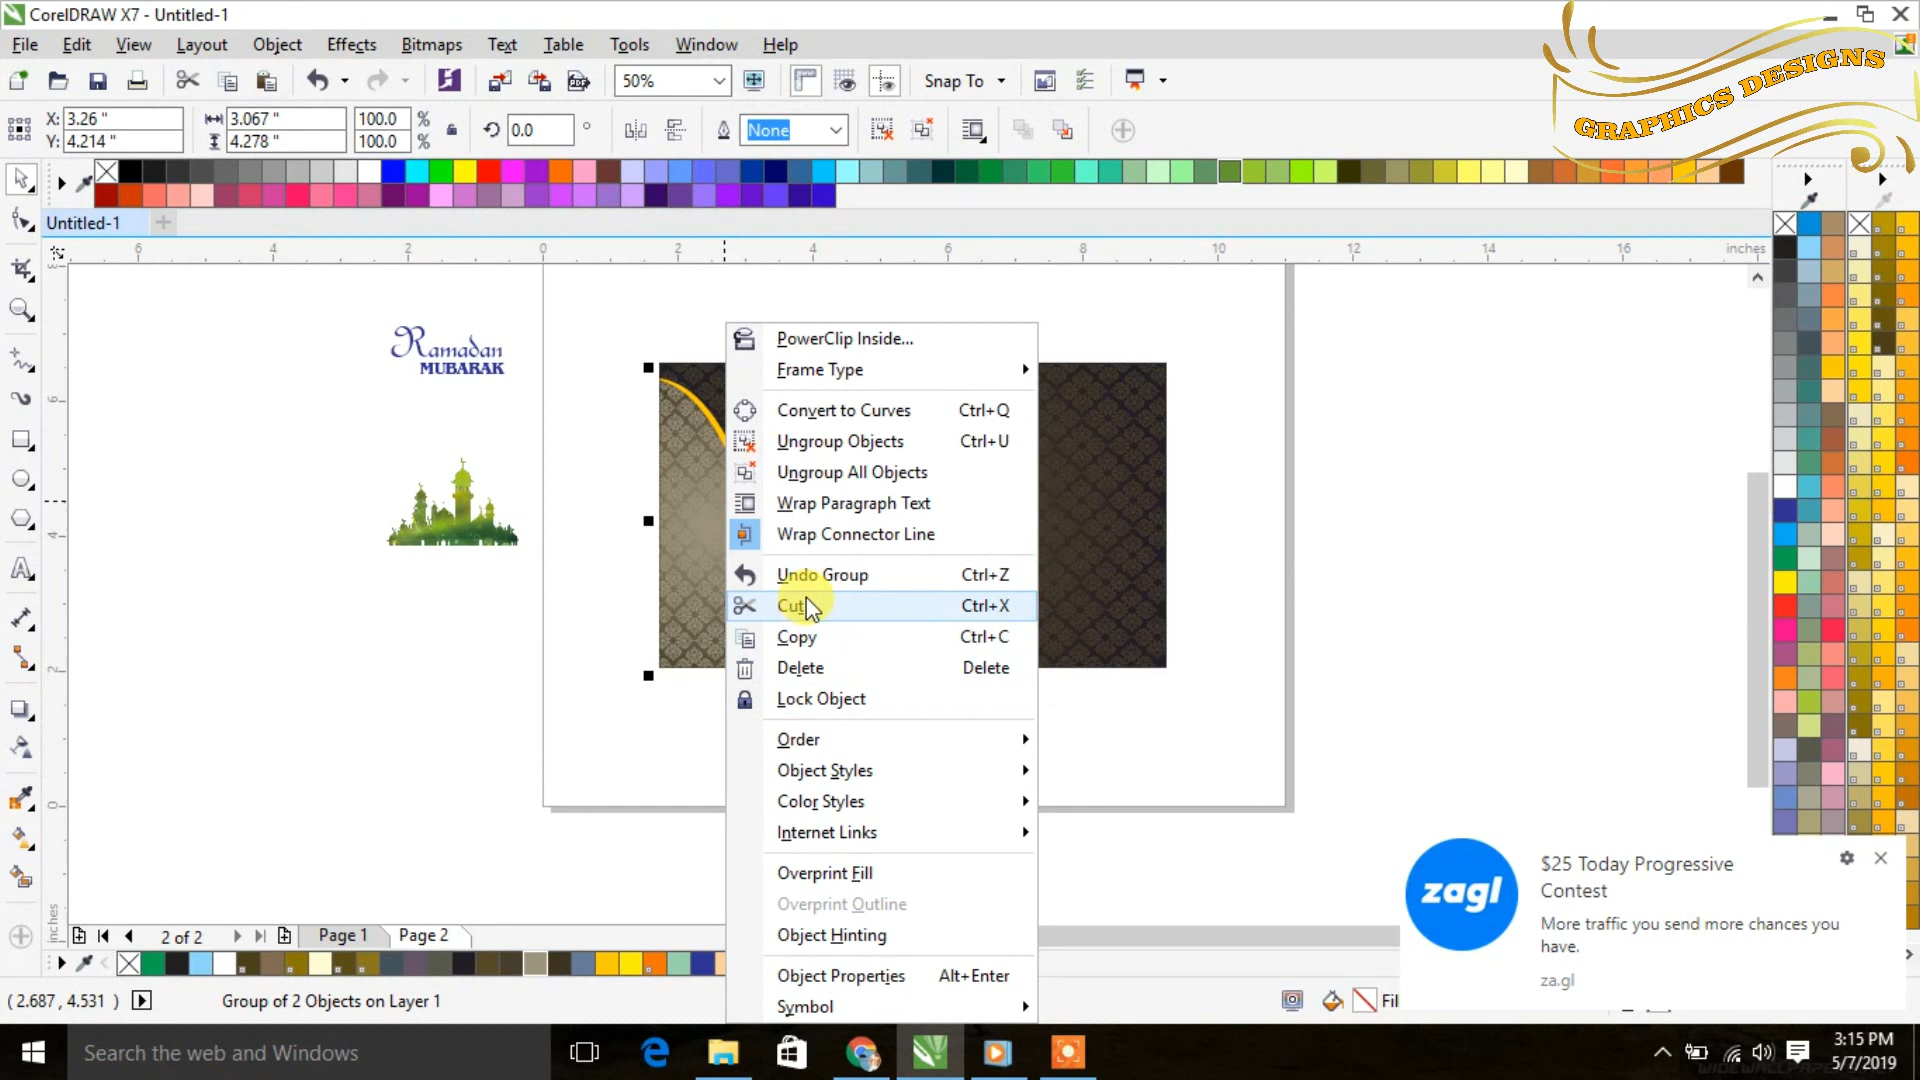 CorelDRAW X7 - Untitled-1
GRAPHICS DESIGNS
File Edit View Layout Object Effects Bitmaps Text Table Tools Window Help
50% Snap To
X: 3.26 " 3.067 " 100.0 % 0.0 ° None
Y: 4.214 " 4.278 " 100.0 %
Untitled-1
6 4 2 0 2 4 6 8 10 12 14 16 inches
Ramadan
MUBARAK
PowerClip Inside...
Frame Type
Convert to Curves Ctrl+Q
Ungroup Objects Ctrl+U
Ungroup All Objects
Wrap Paragraph Text
Wrap Connector Line
Undo Group Ctrl+Z
Cut Ctrl+X
Copy Ctrl+C
Delete Delete
Lock Object
Order
Object Styles
Color Styles
Internet Links
Overprint Fill
Overprint Outline
Object Hinting
Object Properties Alt+Enter
Symbol
8
6
4
2
0
inches
zagl
$25 Today Progressive
Contest
More traffic you send more chances you
have.
za.gl
2 of 2 Page 1 Page 2
( 2.687 , 4.531 ) Group of 2 Objects on Layer 1 Fil
Search the web and Windows
3:15 PM
5/7/2019